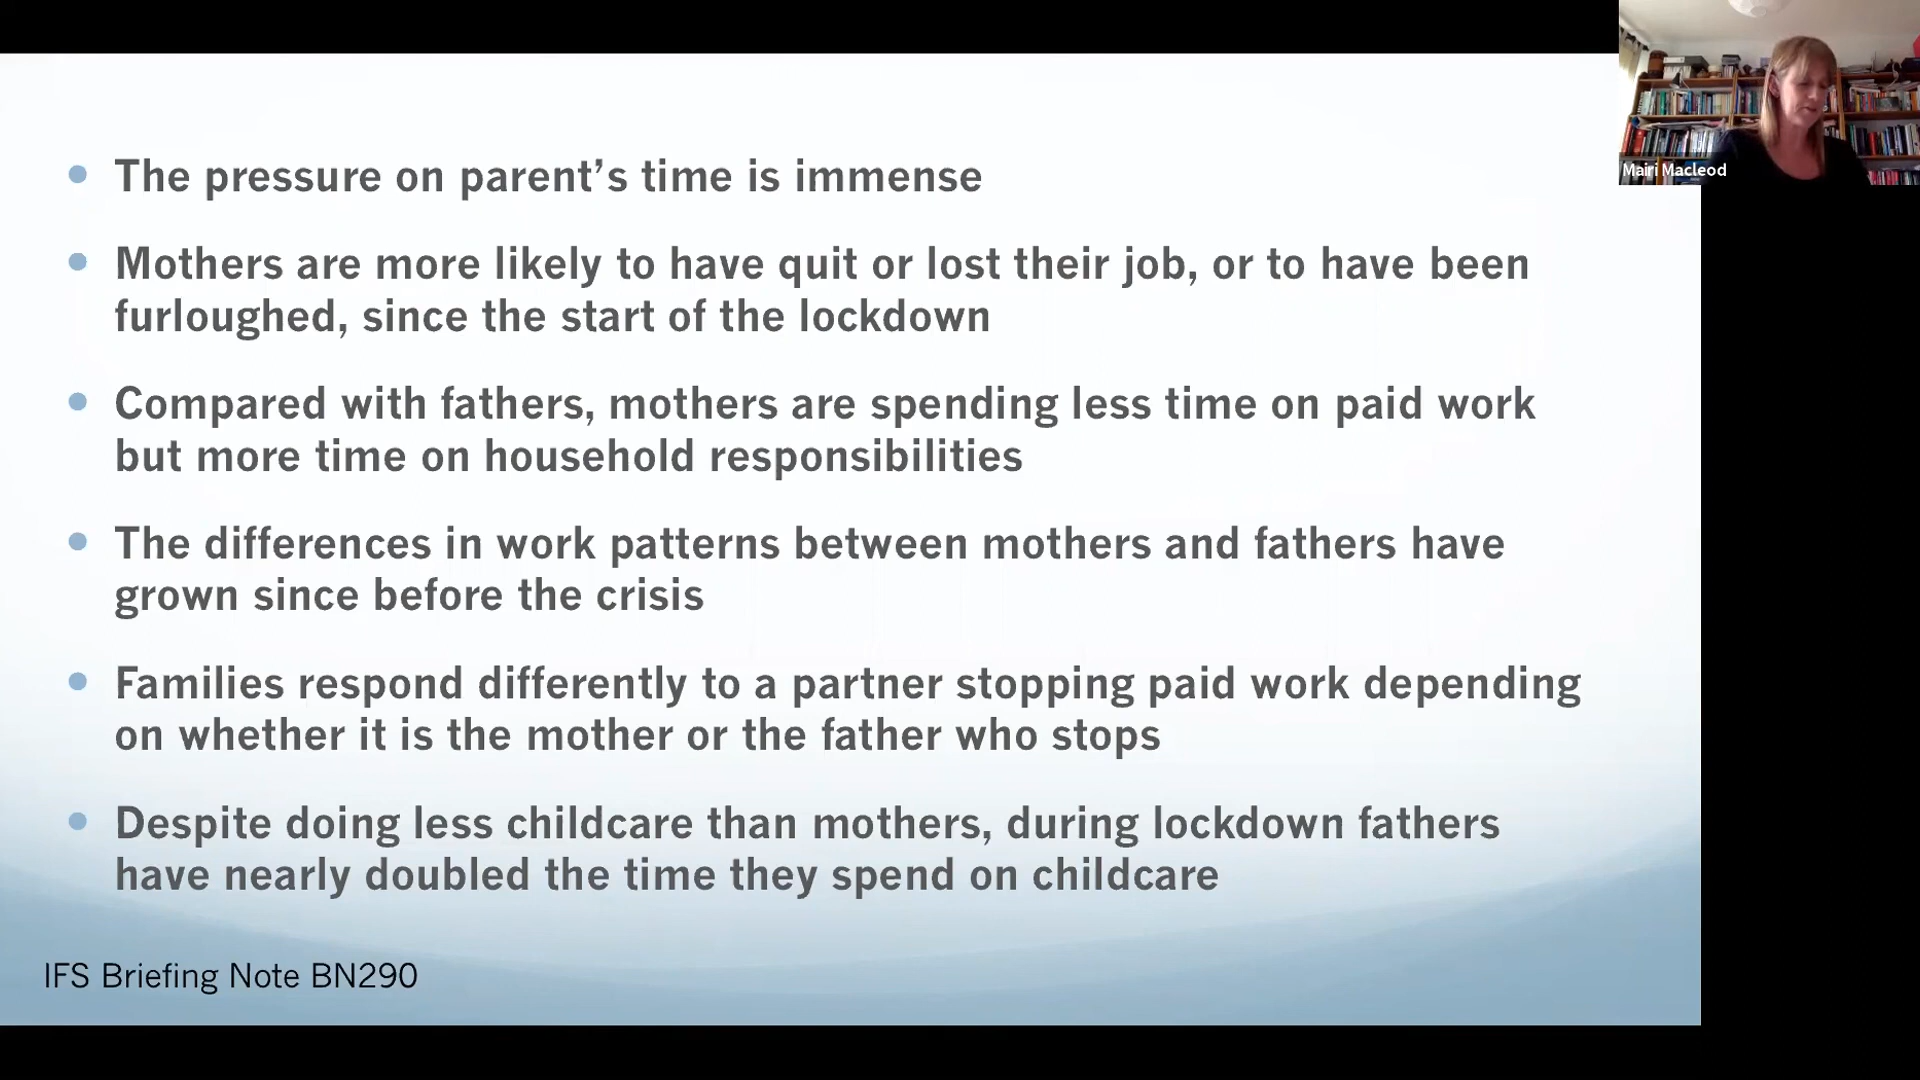 Mairi Macleod
The pressure on parent’s time is immense
Mothers are more likely to have quit or lost their job, or to have been
furloughed, since the start of the lockdown
Compared with fathers, mothers are spending less time on paid work
but more time on household responsibilities
The differences in work patterns between mothers and fathers have
grown since before the crisis
Families respond differently to a partner stopping paid work depending
on whether it is the mother or the father who stops
Despite doing less childcare than mothers, during lockdown fathers
have nearly doubled the time they spend on childcare
IFS Briefing Note BN290